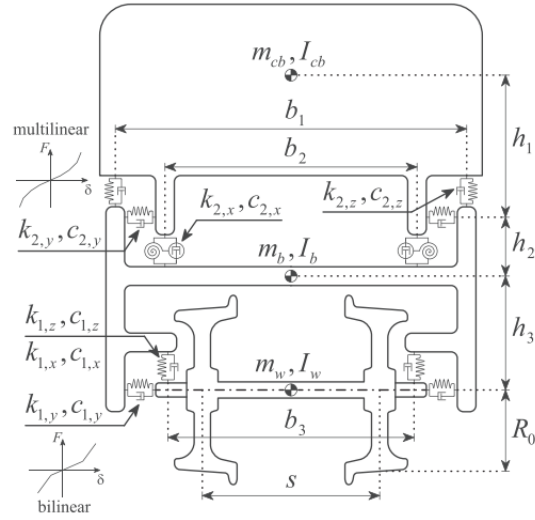 m_cb, I_cb
b_1
h_1
multilinear
F
δ
b_2
k_2,x, c_2,x
k_2,z, c_2,z
k_2,y, c_2,y
h_2
m_b, I_b
k_1,z, c_1,z
k_1,x, c_1,x
h_3
m_w, I_w
k_1,y, c_1,y
b_3
R_0
F
δ
s
bilinear